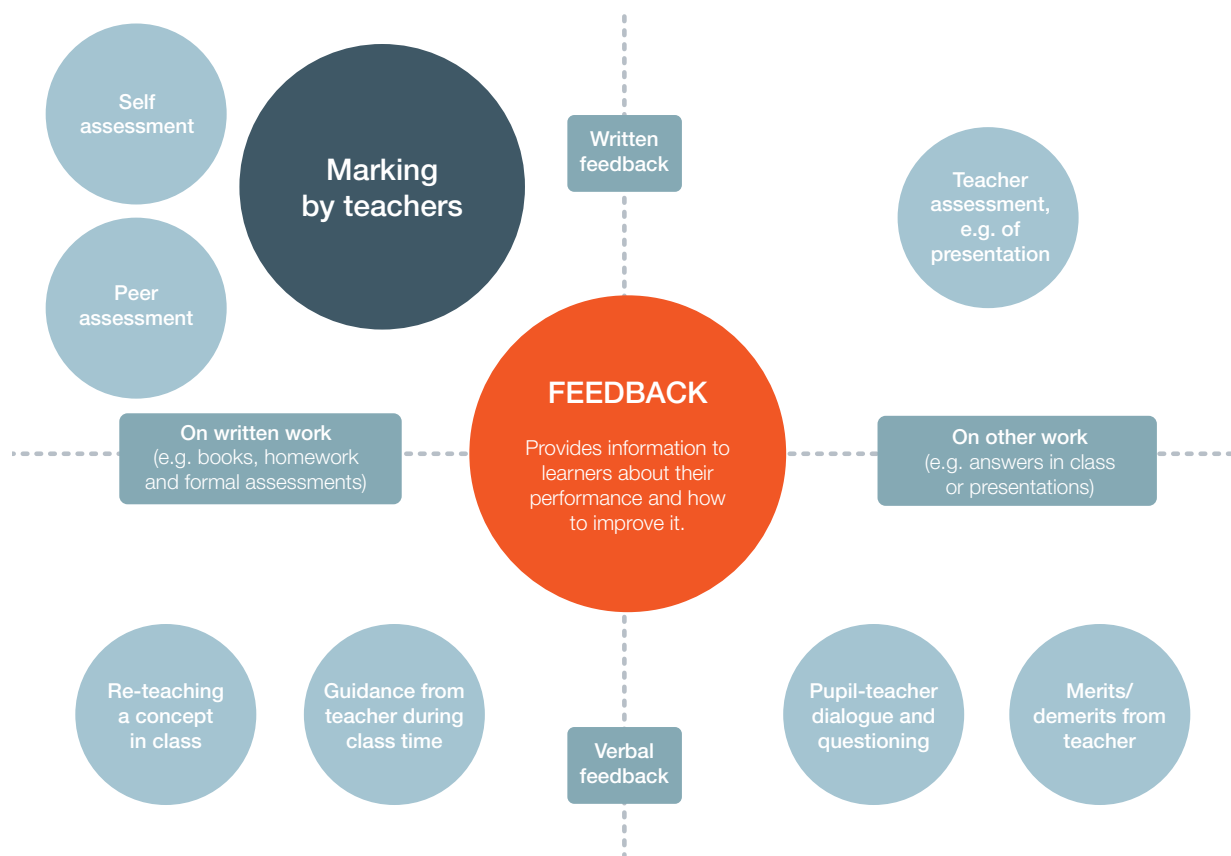 Self
assessment
Marking
by teachers
Written
feedback
Teacher
assessment,
e.g. of
presentation
Peer
assessment
FEEDBACK
Provides information to
learners about their
performance and how
to improve it.
On written work
(e.g. books, homework
and formal assessments)
On other work
(e.g. answers in class
or presentations)
Re-teaching
a concept
in class
Guidance from
teacher during
class time
Verbal
feedback
Pupil-teacher
dialogue and
questioning
Merits/
demerits from
teacher